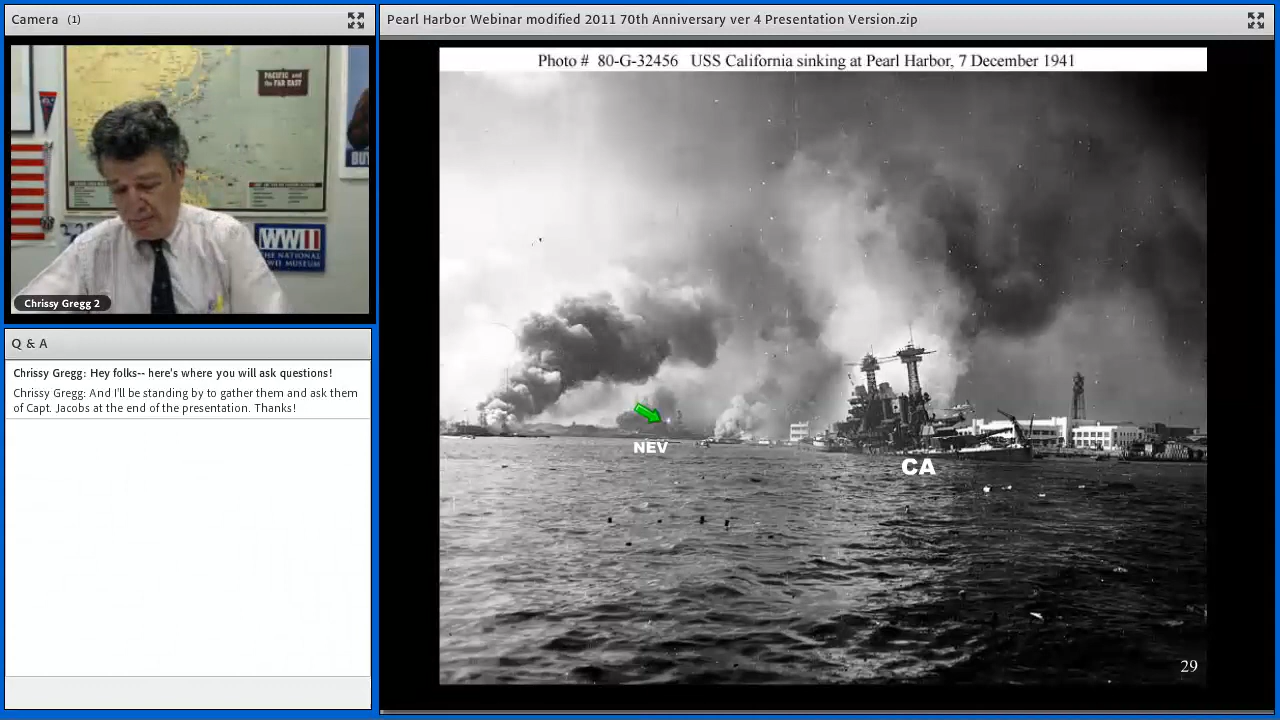 Camera (1)
Pearl Harbor Webinar modified 2011 70th Anniversary ver 4 Presentation Version.zip
PACIFIC and
the FAR EAST
BUY
WWII
THE NATIONAL
WWII MUSEUM
Chrissy Gregg 2
Q & A
Chrissy Gregg: Hey folks-- here's where you will ask questions!
Chrissy Gregg: And I'll be standing by to gather them and ask them
of Capt. Jacobs at the end of the presentation. Thanks!
Photo # 80-G-32456 USS California sinking at Pearl Harbor, 7 December 1941
NEV
CA
29